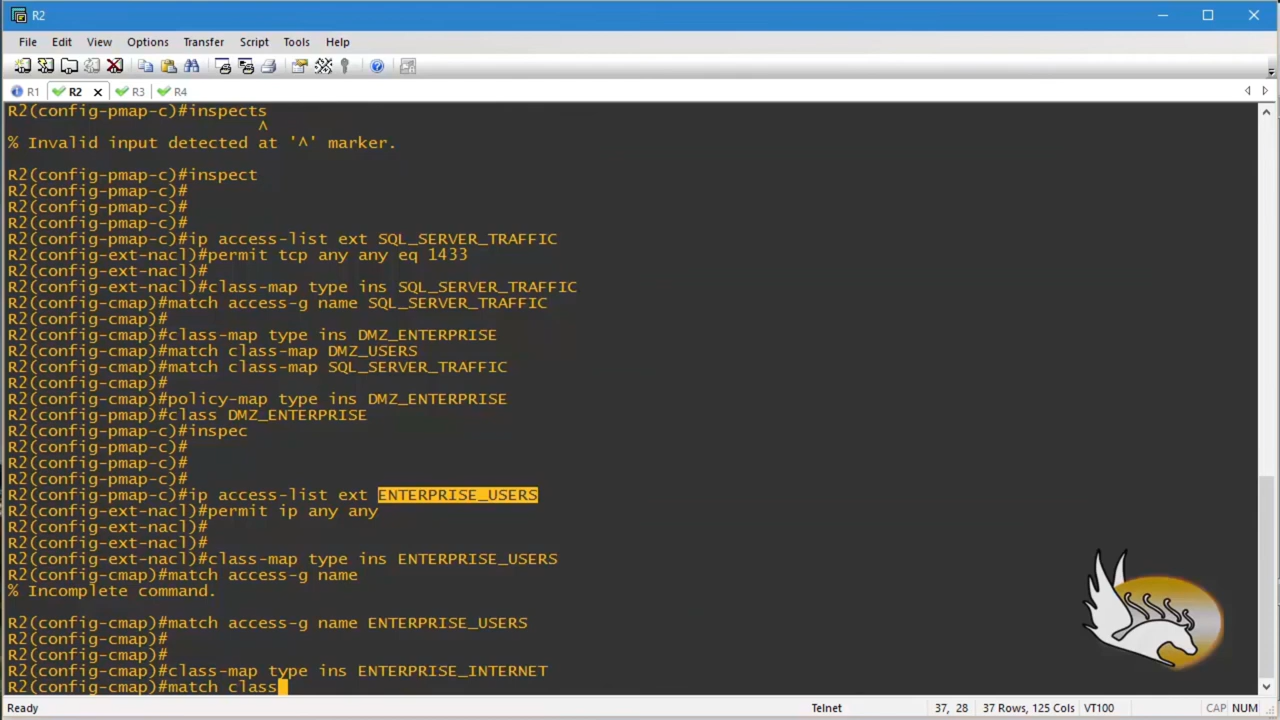 R2
File Edit View Options Transfer Script Tools Help
R1 R2 R3 R4
R2(config-pmap-c)#inspects
^
% Invalid input detected at '^' marker.
R2(config-pmap-c)#inspect
R2(config-pmap-c)#
R2(config-pmap-c)#
R2(config-pmap-c)#
R2(config-pmap-c)#ip access-list ext SQL_SERVER_TRAFFIC
R2(config-ext-nacl)#permit tcp any any eq 1433
R2(config-ext-nacl)#
R2(config-ext-nacl)#class-map type ins SQL_SERVER_TRAFFIC
R2(config-cmap)#match access-g name SQL_SERVER_TRAFFIC
R2(config-cmap)#
R2(config-cmap)#class-map type ins DMZ_ENTERPRISE
R2(config-cmap)#match class-map DMZ_USERS
R2(config-cmap)#match class-map SQL_SERVER_TRAFFIC
R2(config-cmap)#
R2(config-cmap)#policy-map type ins DMZ_ENTERPRISE
R2(config-pmap)#class DMZ_ENTERPRISE
R2(config-pmap-c)#inspec
R2(config-pmap-c)#
R2(config-pmap-c)#
R2(config-pmap-c)#
R2(config-pmap-c)#ip access-list ext ENTERPRISE_USERS
R2(config-ext-nacl)#permit ip any any
R2(config-ext-nacl)#
R2(config-ext-nacl)#
R2(config-ext-nacl)#class-map type ins ENTERPRISE_USERS
R2(config-cmap)#match access-g name
% Incomplete command.
R2(config-cmap)#match access-g name ENTERPRISE_USERS
R2(config-cmap)#
R2(config-cmap)#
R2(config-cmap)#class-map type ins ENTERPRISE_INTERNET
R2(config-cmap)#match class
Ready Telnet 37, 28 37 Rows, 125 Cols VT100 CAP NUM